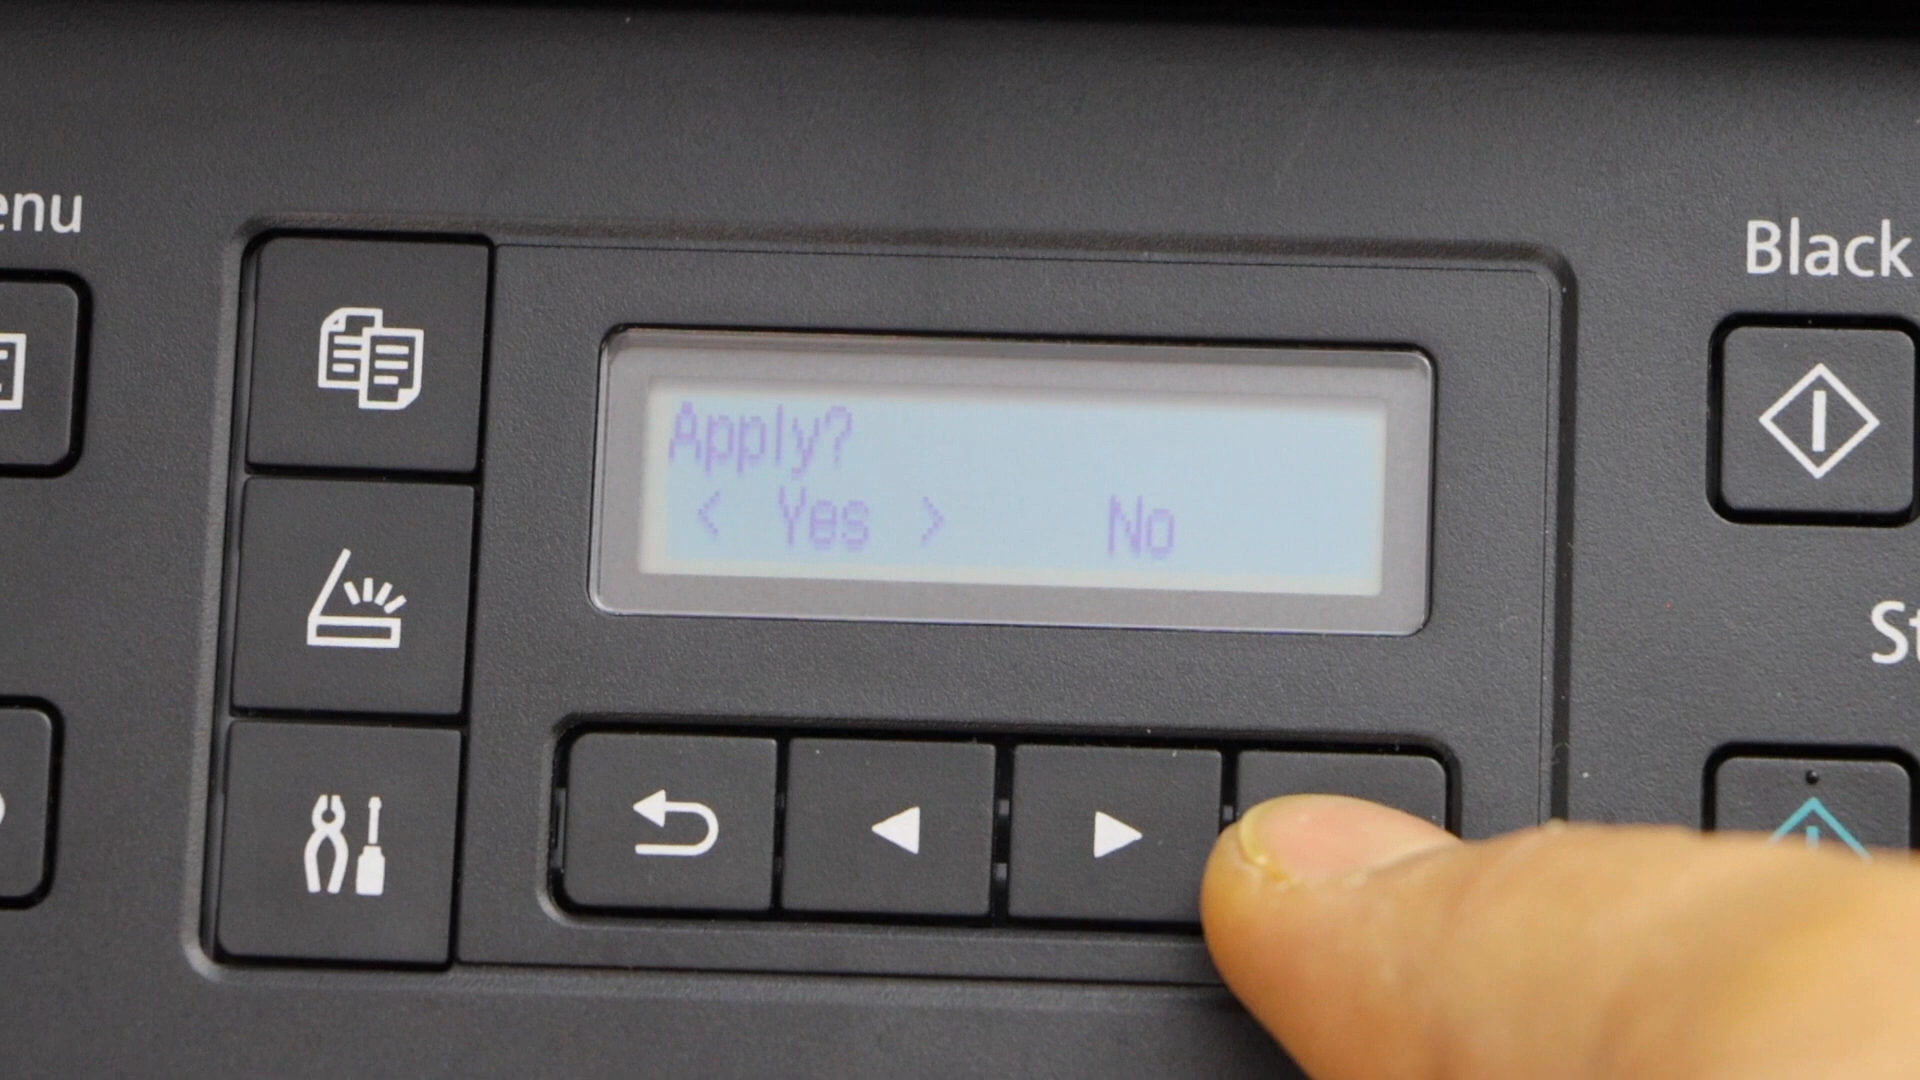 enu
Black
Apply?
< Yes > No
St